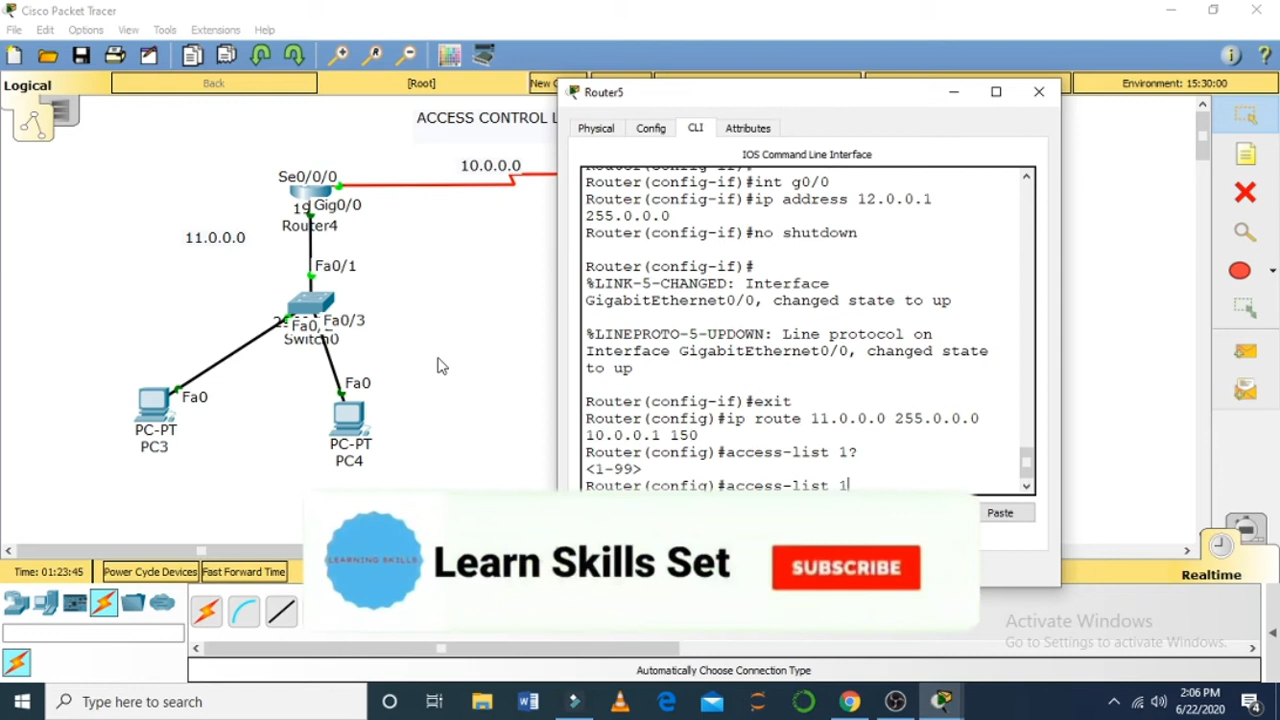 Cisco Packet Tracer
File Edit Options View Tools Extensions Help
Logical
Back
[Root]
New C
Environment: 15:30:00
ACCESS CONTROL L
10.0.0.0
Se0/0/0
Gig0/0
Router4
11.0.0.0
Fa0/1
Fa0/3
Switch0
Fa0
Fa0
PC-PT
PC3
PC-PT
PC4
Router5
Physical Config CLI Attributes
IOS Command Line Interface
Router(config-if)#int g0/0
Router(config-if)#ip address 12.0.0.1
255.0.0.0
Router(config-if)#no shutdown
Router(config-if)#
%LINK-5-CHANGED: Interface
GigabitEthernet0/0, changed state to up
%LINEPROTO-5-UPDOWN: Line protocol on
Interface GigabitEthernet0/0, changed state
to up
Router(config-if)#exit
Router(config)#ip route 11.0.0.0 255.0.0.0
10.0.0.1 150
Router(config)#access-list 1?
<1-99>
Router(config)#access-list 1
Paste
LEARNING SKILLS
Learn Skills Set
SUBSCRIBE
Time: 01:23:45
Power Cycle Devices
Fast Forward Time
Realtime
Activate Windows
Go to Settings to activate Windows.
Automatically Choose Connection Type
Type here to search
2:06 PM
6/22/2020
4